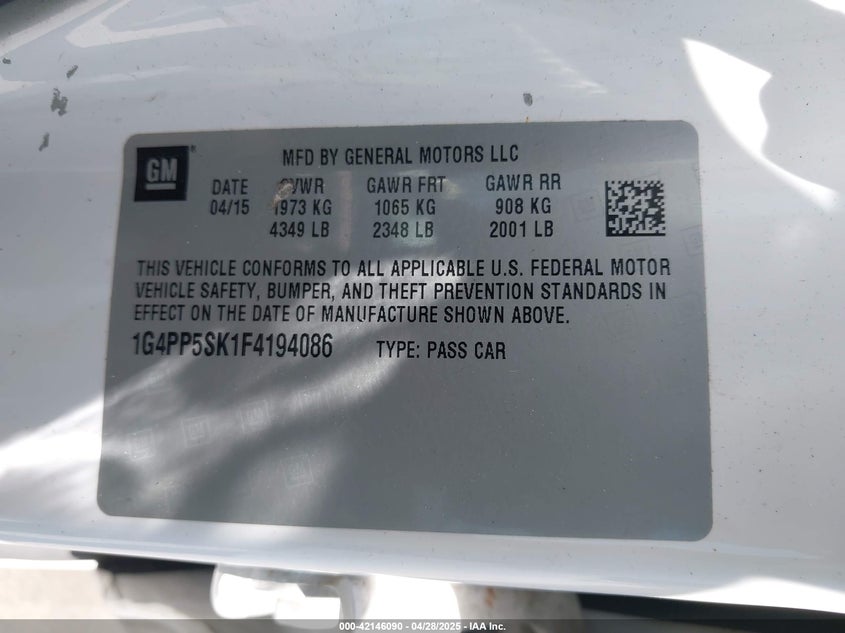 GM
MFD BY GENERAL MOTORS LLC
DATE GVWR GAWR FRT GAWR RR
04/15 1973 KG 1065 KG 908 KG
4349 LB 2348 LB 2001 LB
THIS VEHICLE CONFORMS TO ALL APPLICABLE U.S. FEDERAL MOTOR
VEHICLE SAFETY, BUMPER, AND THEFT PREVENTION STANDARDS IN
EFFECT ON THE DATE OF MANUFACTURE SHOWN ABOVE.
1G4PP5SK1F4194086 TYPE: PASS CAR
000-42146090 | 04/28/2025 - IAA Inc.